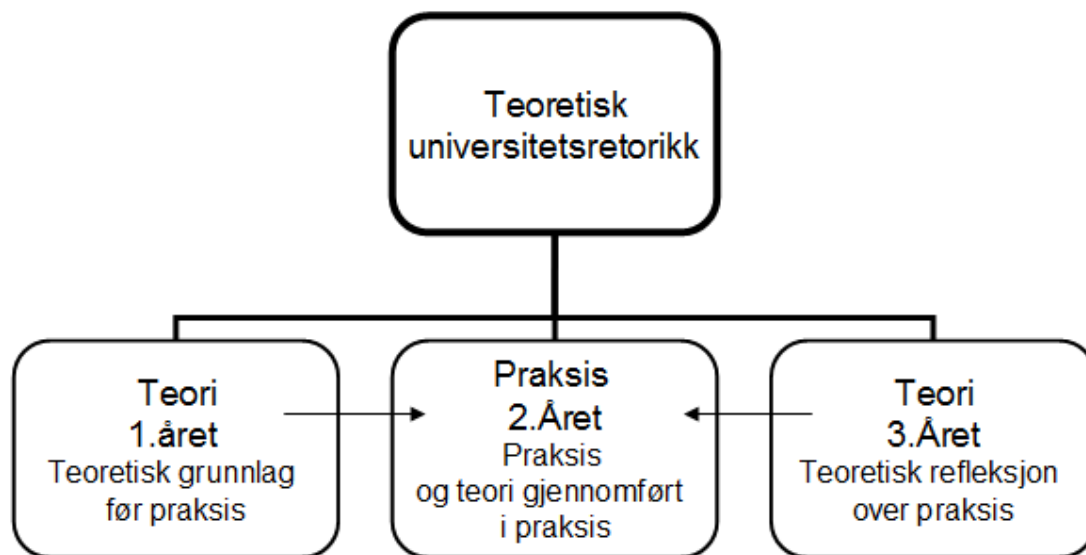 Teoretisk
universitetsretorikk
Teori
1.året
Teoretisk grunnlag
før praksis
Praksis
2.Året
Praksis
og teori gjennomført
i praksis
Teori
3.Året
Teoretisk refleksjon
over praksis